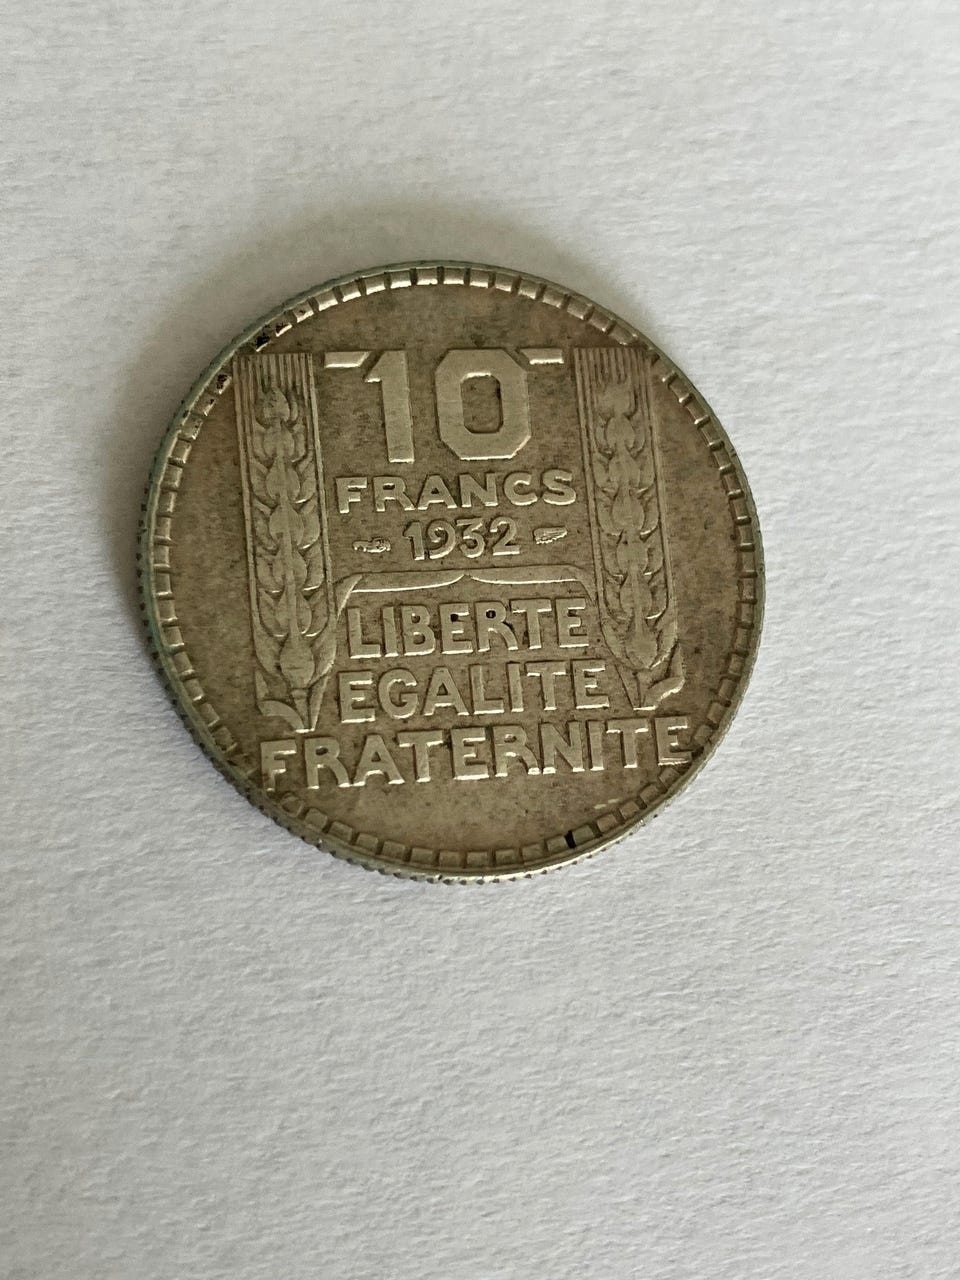 10
FRANCS
1932
LIBERTE
EGALITE
FRATERNITE